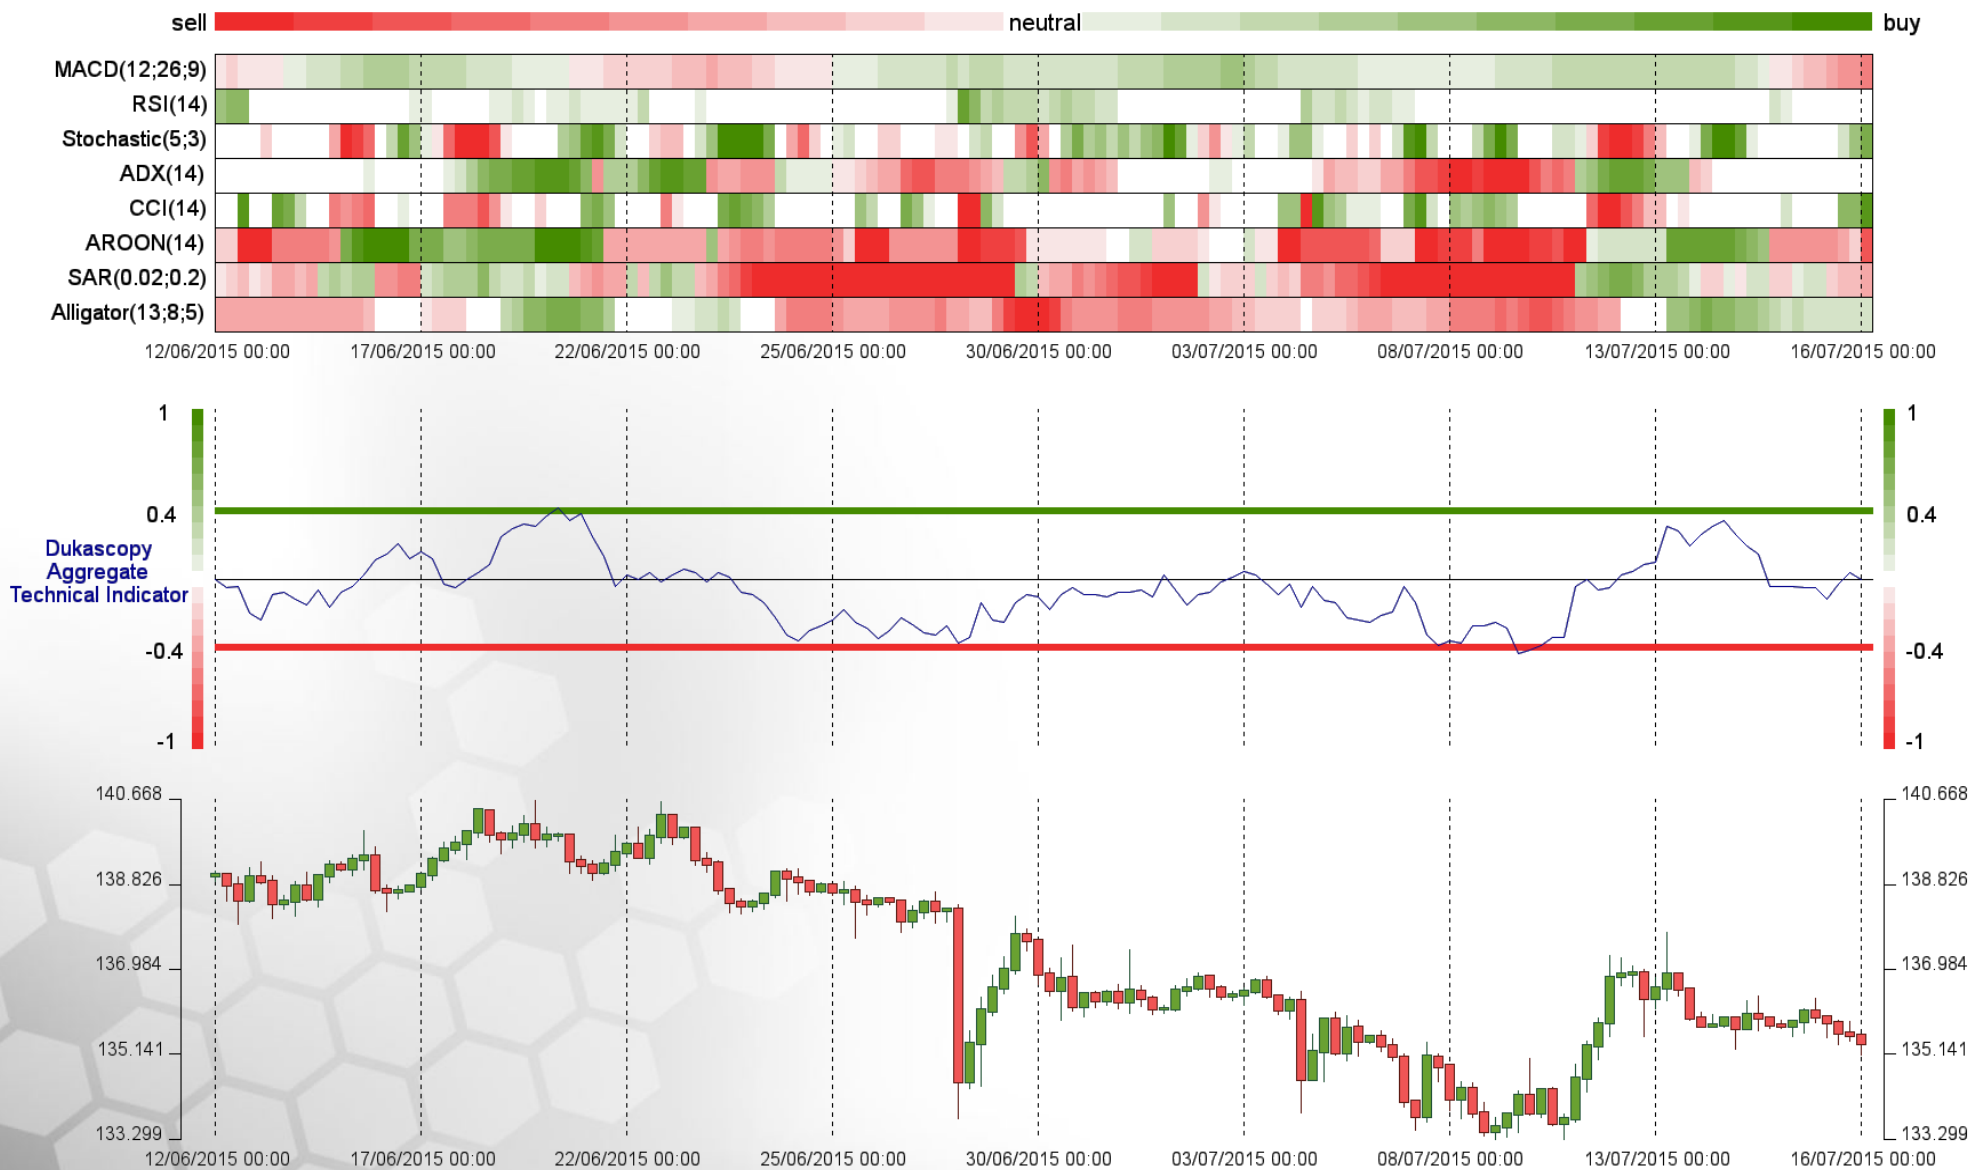 sell neutral buy
MACD(12;26;9)
RSI(14)
Stochastic(5;3)
ADX(14)
CCI(14)
AROON(14)
SAR(0.02;0.2)
Alligator(13;8;5)
12/06/2015 00:00 17/06/2015 00:00 22/06/2015 00:00 25/06/2015 00:00 30/06/2015 00:00 03/07/2015 00:00 08/07/2015 00:00 13/07/2015 00:00 16/07/2015 00:00
1 1
0.4 0.4
Dukascopy
Aggregate
Technical Indicator
-0.4 -0.4
-1 -1
140.668 140.668
138.826 138.826
136.984 136.984
135.141 135.141
133.299 133.299
12/06/2015 00:00 17/06/2015 00:00 22/06/2015 00:00 25/06/2015 00:00 30/06/2015 00:00 03/07/2015 00:00 08/07/2015 00:00 13/07/2015 00:00 16/07/2015 00:00